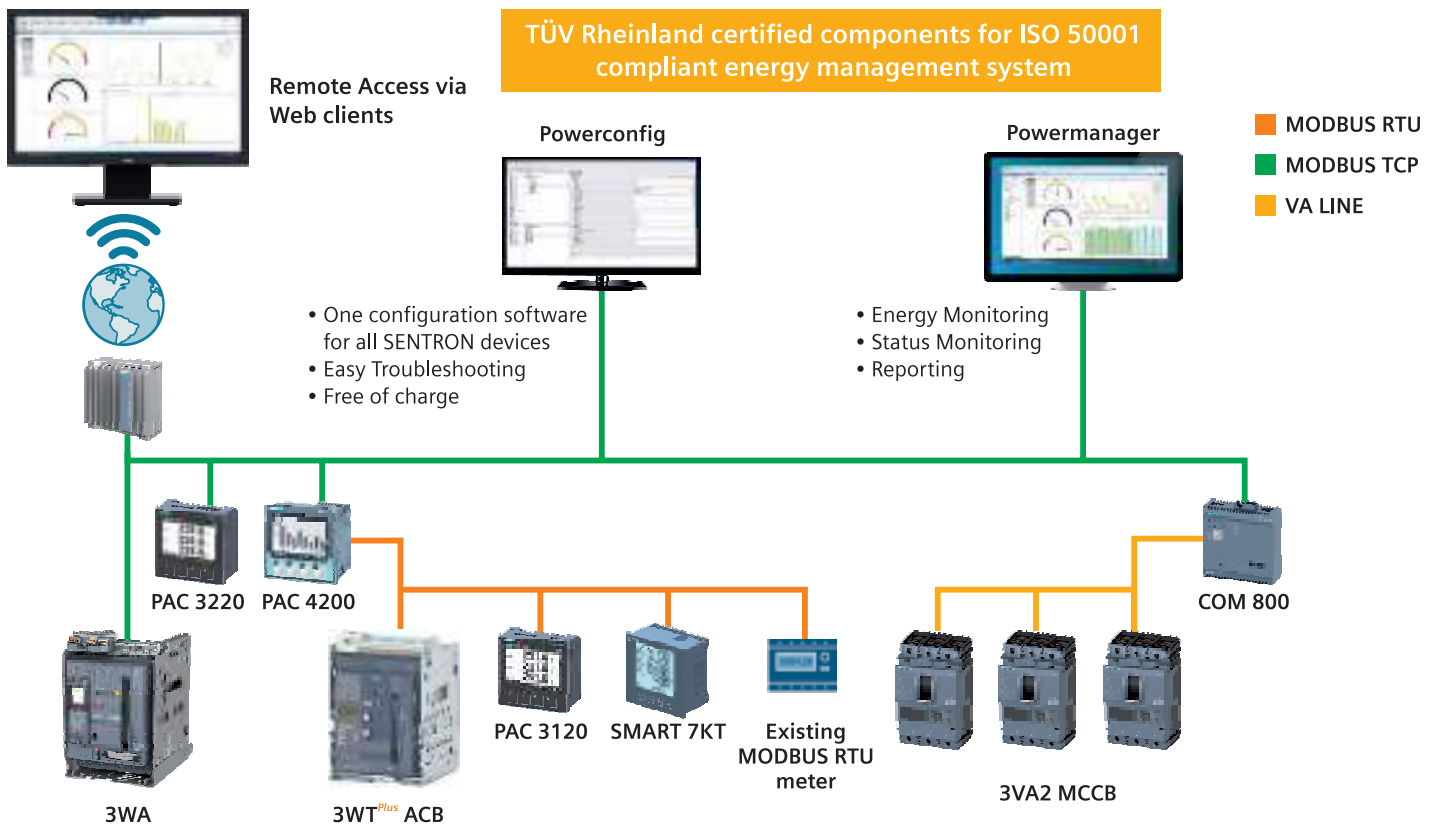 TÜV Rheinland certified components for ISO 50001
compliant energy management system
Remote Access via
Web clients
Powerconfig
Powermanager
MODBUS RTU
MODBUS TCP
VA LINE
• One configuration software
for all SENTRON devices
• Easy Troubleshooting
• Free of charge
• Energy Monitoring
• Status Monitoring
• Reporting
PAC 3220
PAC 4200
COM 800
PAC 3120
SMART 7KT
Existing
MODBUS RTU
meter
3VA2 MCCB
3WA
3WTPlus ACB